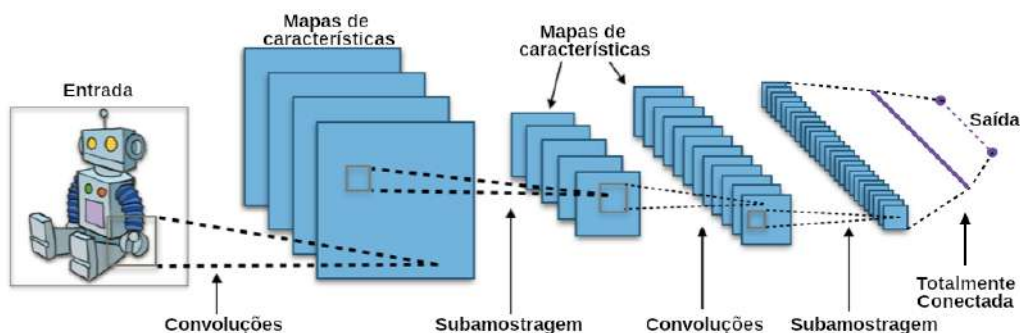 Mapas de
características
Mapas de
características
Entrada
Saída
Totalmente
Conectada
Convoluções
Subamostragem
Convoluções
Subamostragem